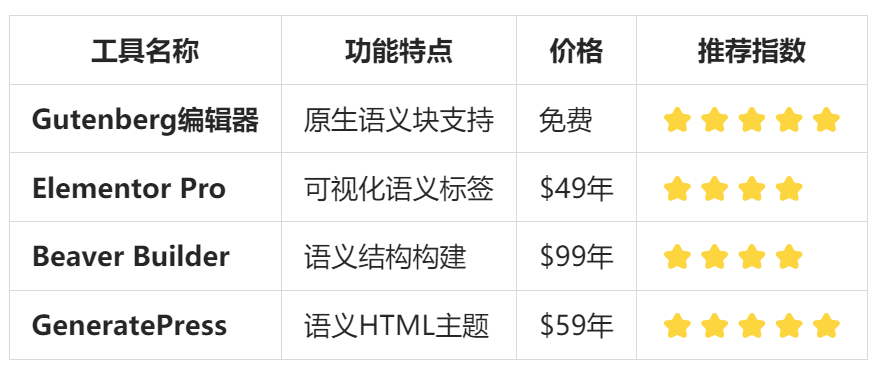 工具名称 功能特点 价格 推荐指数
Gutenberg编辑器 原生语义块支持 免费 ⭐⭐⭐⭐⭐
Elementor Pro 可视化语义标签 $49年 ⭐⭐⭐⭐
Beaver Builder 语义结构构建 $99年 ⭐⭐⭐⭐
GeneratePress 语义HTML主题 $59年 ⭐⭐⭐⭐⭐